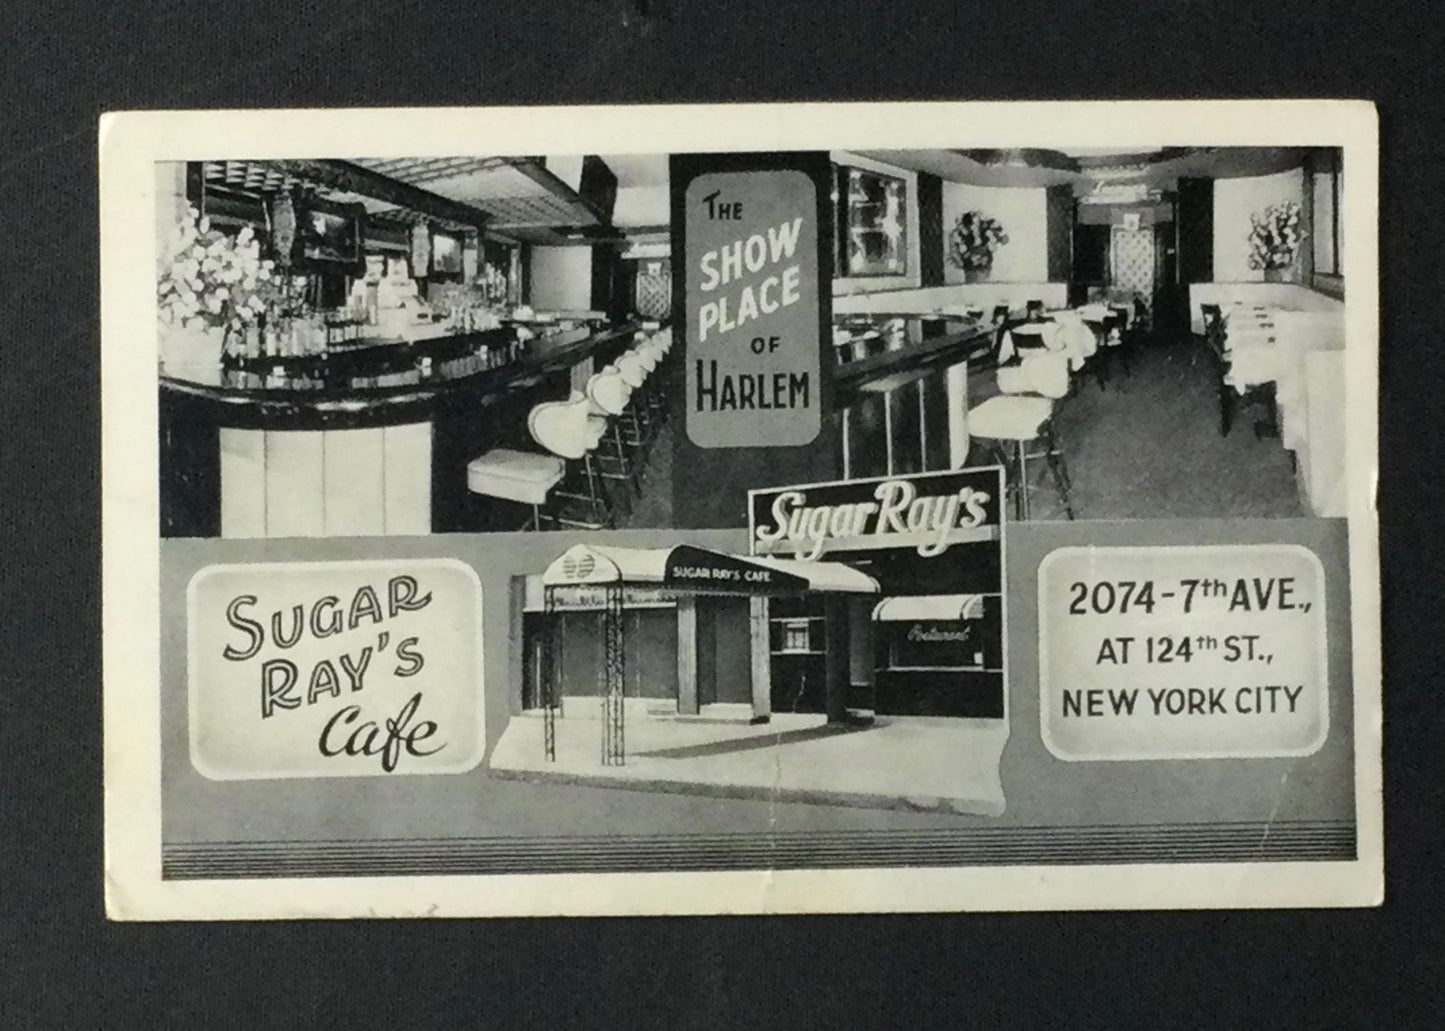 THE
SHOW
PLACE
OF
HARLEM
Sugar Ray's
SUGAR RAY'S CAFE
Restaurant
SUGAR
RAY'S
Cafe
2074-7th AVE.,
AT 124th ST.,
NEW YORK CITY